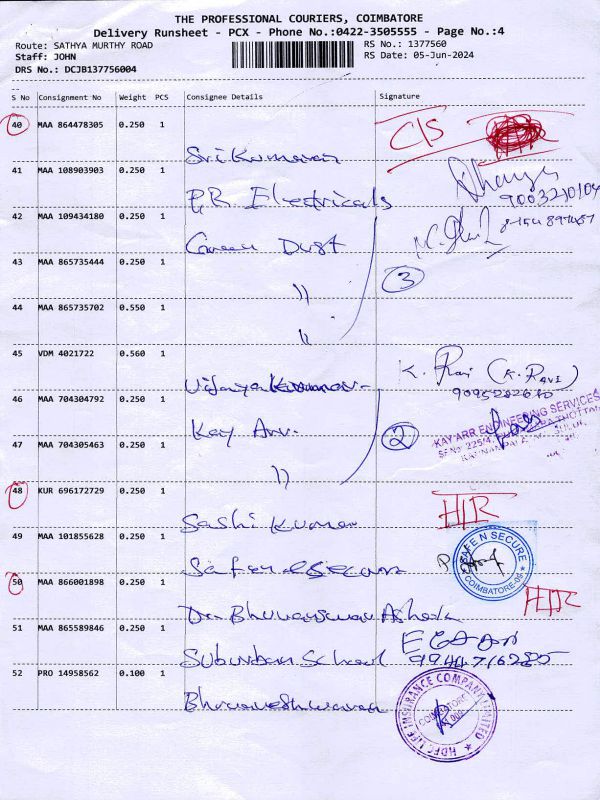 THE PROFESSIONAL COURIERS, COIMBATORE
Delivery Runsheet - PCX - Phone No.:0422-3505555 - Page No.:4
Route: SATHYA MURTHY ROAD
RS No.: 1377560
Staff: JOHN
RS Date: 05-Jun-2024
DRS No.: DCJB137756004
S No Consignment No Weight PCS Consignee Details Signature
40 MAA 864478305 0.250 1 Sri Kumaran C/S
41 MAA 108903903 0.250 1 P.R Electricals
9003210104
42 MAA 109434180 0.250 1 Green Dust
43 MAA 865735444 0.250 1 " 3
44 MAA 865735702 0.550 1 "
45 VDM 4021722 0.560 1 Vijaya Kumar K. Ravi (K. RAVI)
46 MAA 704304792 0.250 1 Kay Arr. 2
KAY ARR ENGINEERING SERVICES
47 MAA 704305463 0.250 1 "
48 KUR 696172729 0.250 1 Sashi Kumar H/R
49 MAA 101855628 0.250 1 Safe n secure
SAFE N SECURE
COIMBATORE
50 MAA 866001898 0.250 1 Dr. Bhuvaneswar Ashok H/R
51 MAA 865589846 0.250 1 Suburban School
9944716285
52 PRO 14958562 0.100 1 Bhuvaneshwaran
HDFC LIFE INSURANCE COMPANY LIMITED
COIMBATORE